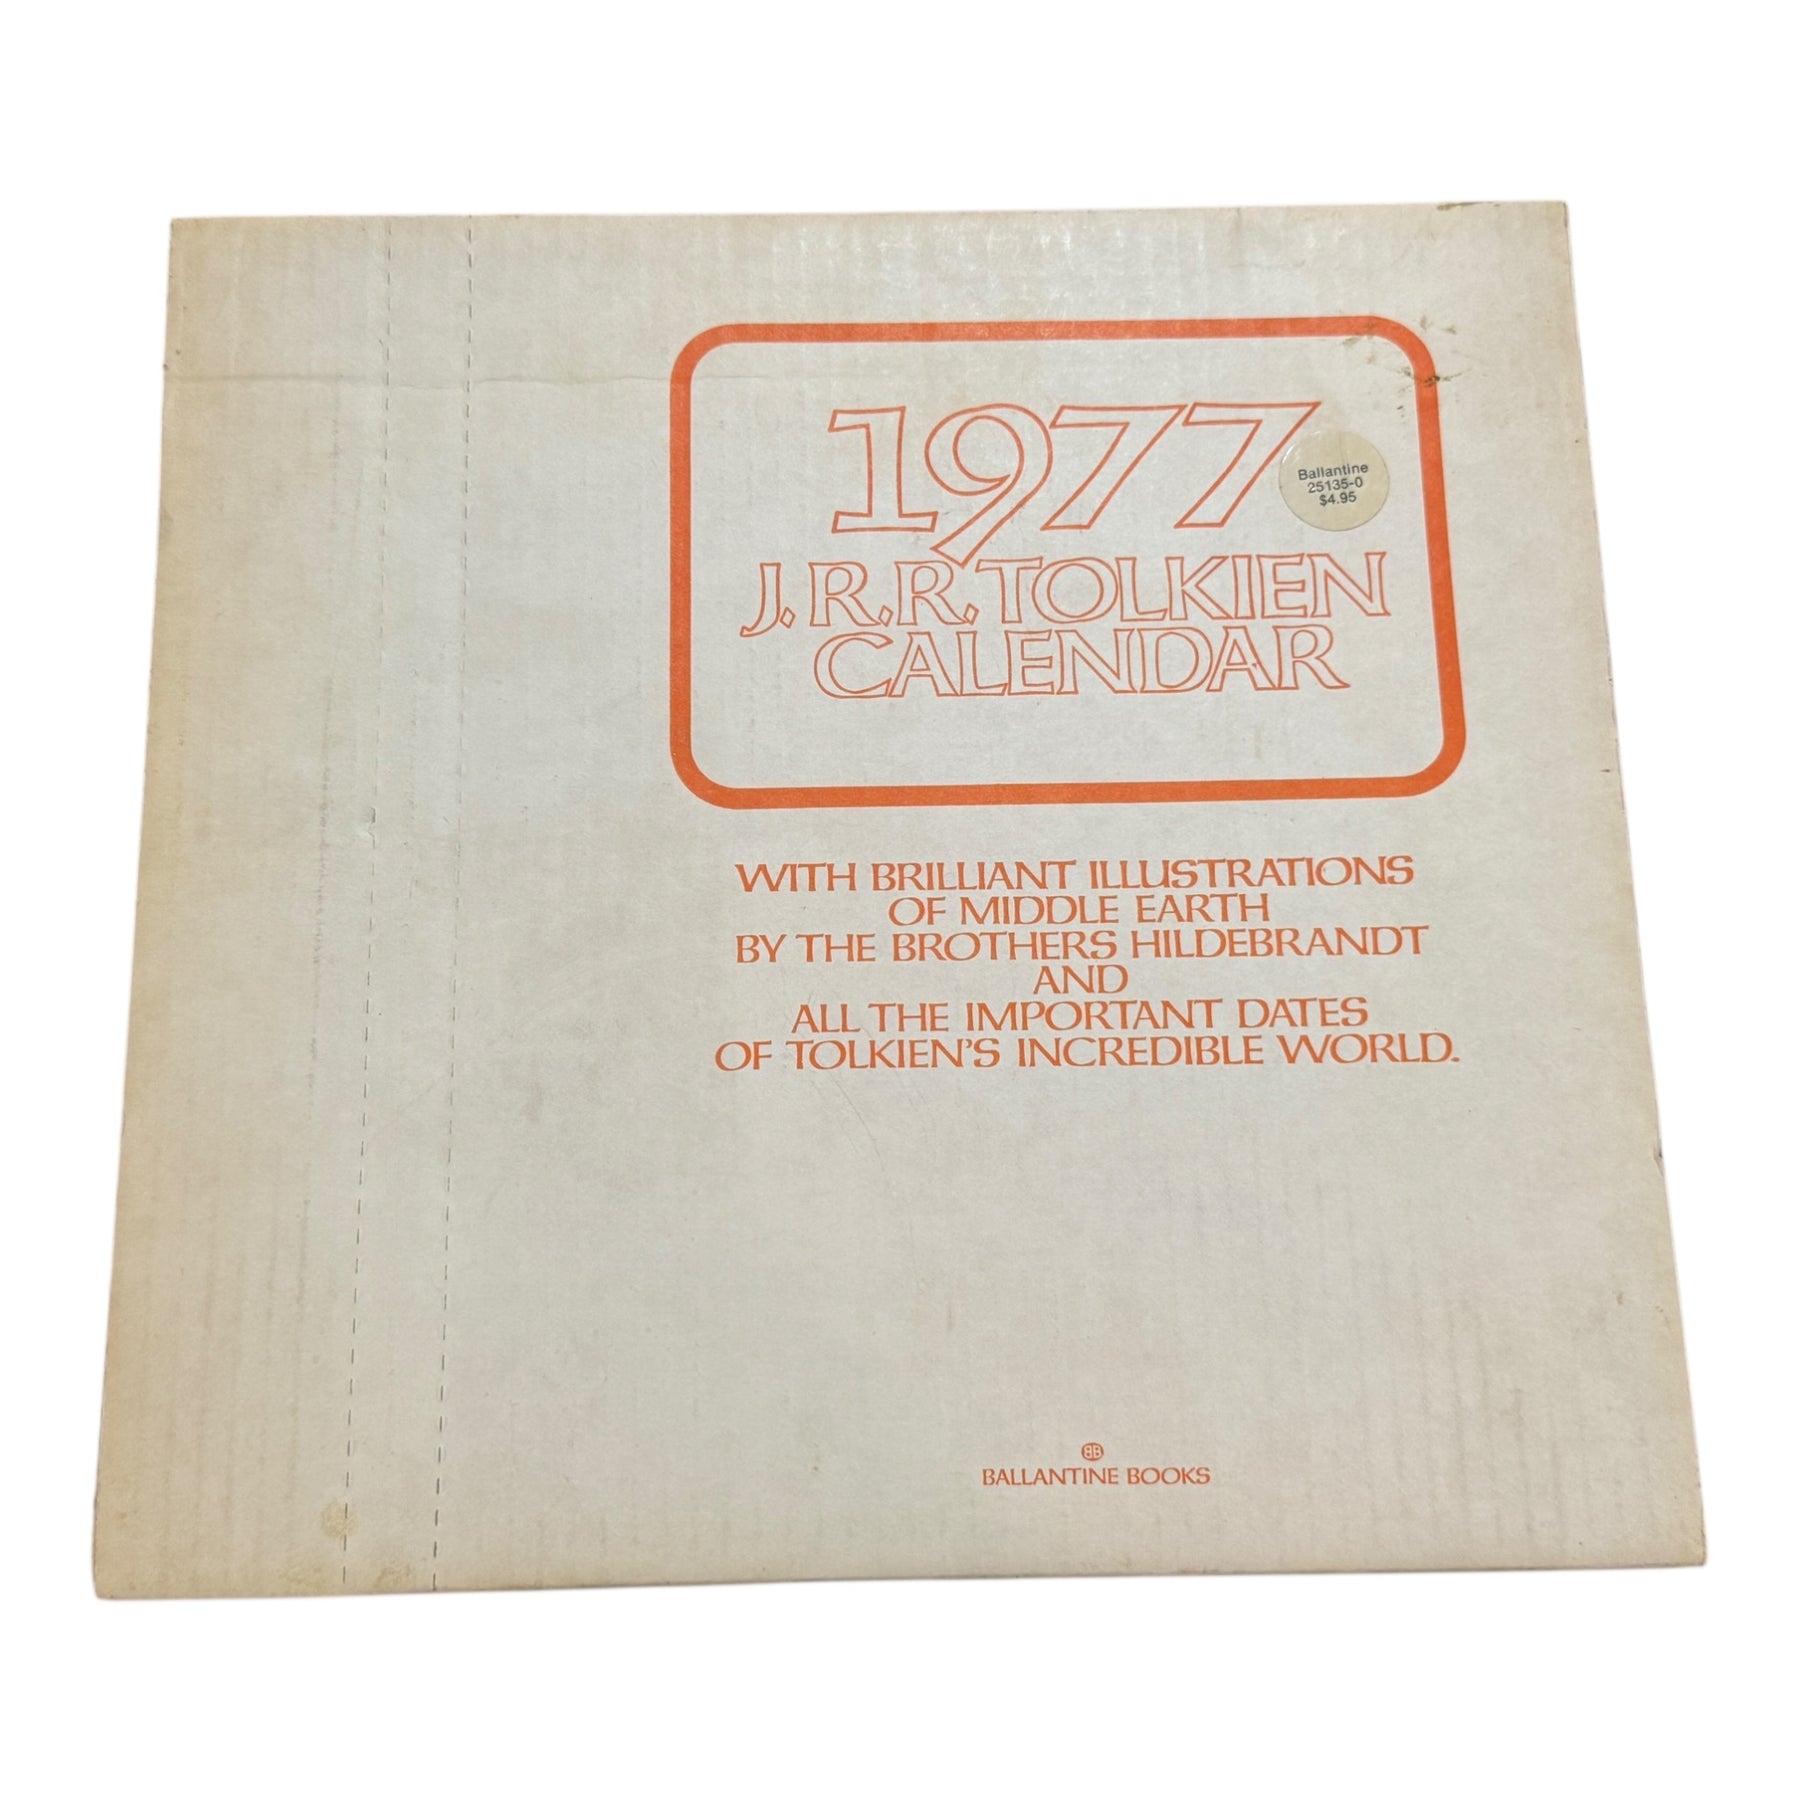 1977
Ballantine
25135-0
$4.95
J.R.R. TOLKIEN
CALENDAR
WITH BRILLIANT ILLUSTRATIONS
OF MIDDLE EARTH
BY THE BROTHERS HILDEBRANDT
AND
ALL THE IMPORTANT DATES
OF TOLKIEN'S INCREDIBLE WORLD.
BB
BALLANTINE BOOKS